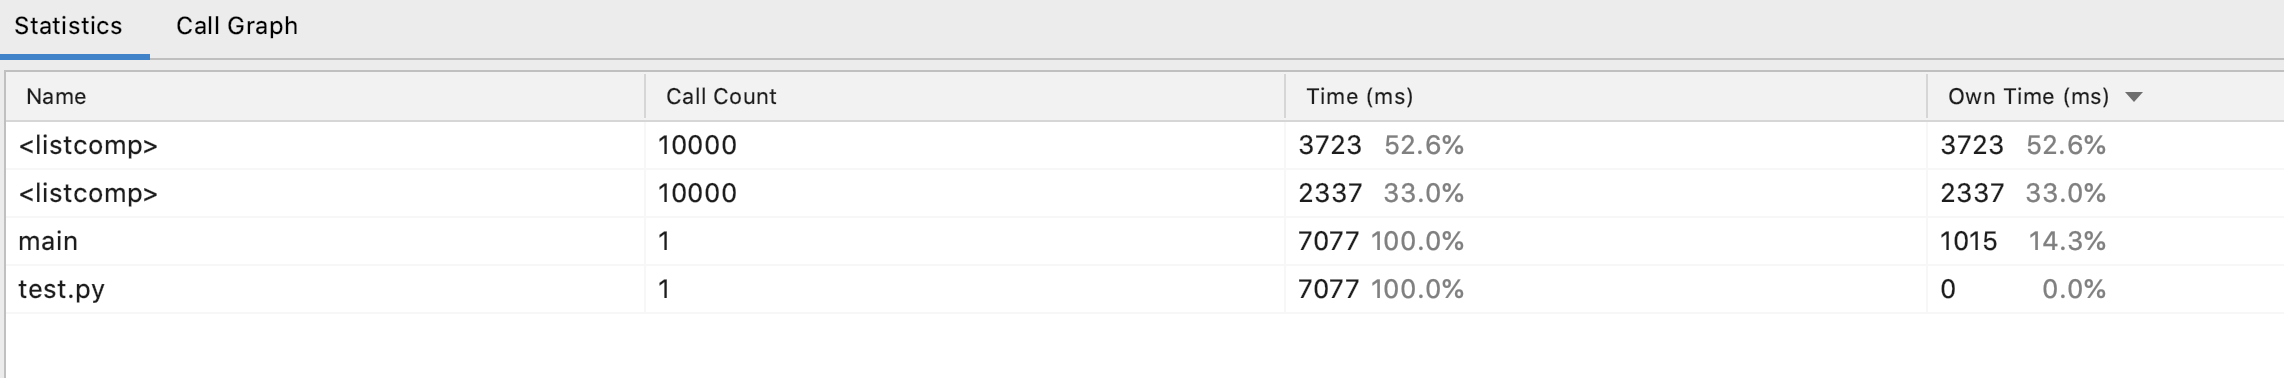 Statistics Call Graph
Name Call Count Time (ms) Own Time (ms)
<listcomp> 10000 3723 52.6% 3723 52.6%
<listcomp> 10000 2337 33.0% 2337 33.0%
main 1 7077 100.0% 1015 14.3%
test.py 1 7077 100.0% 0 0.0%